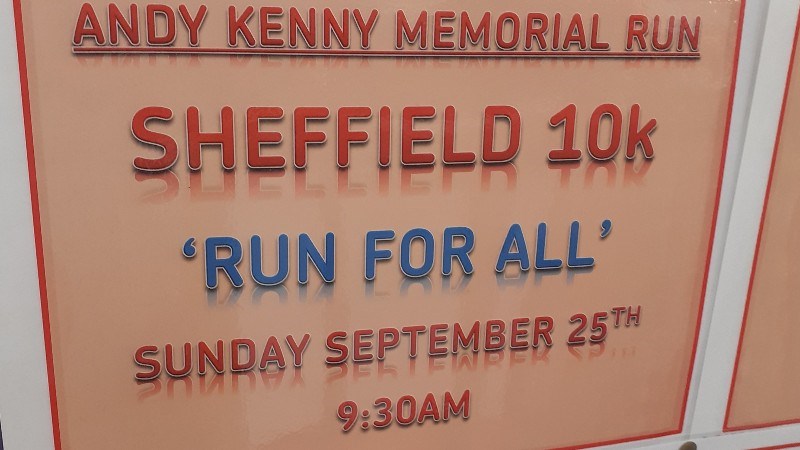 ANDY KENNY MEMORIAL RUN
SHEFFIELD 10k
‘RUN FOR ALL’
SUNDAY SEPTEMBER 25TH
9:30AM